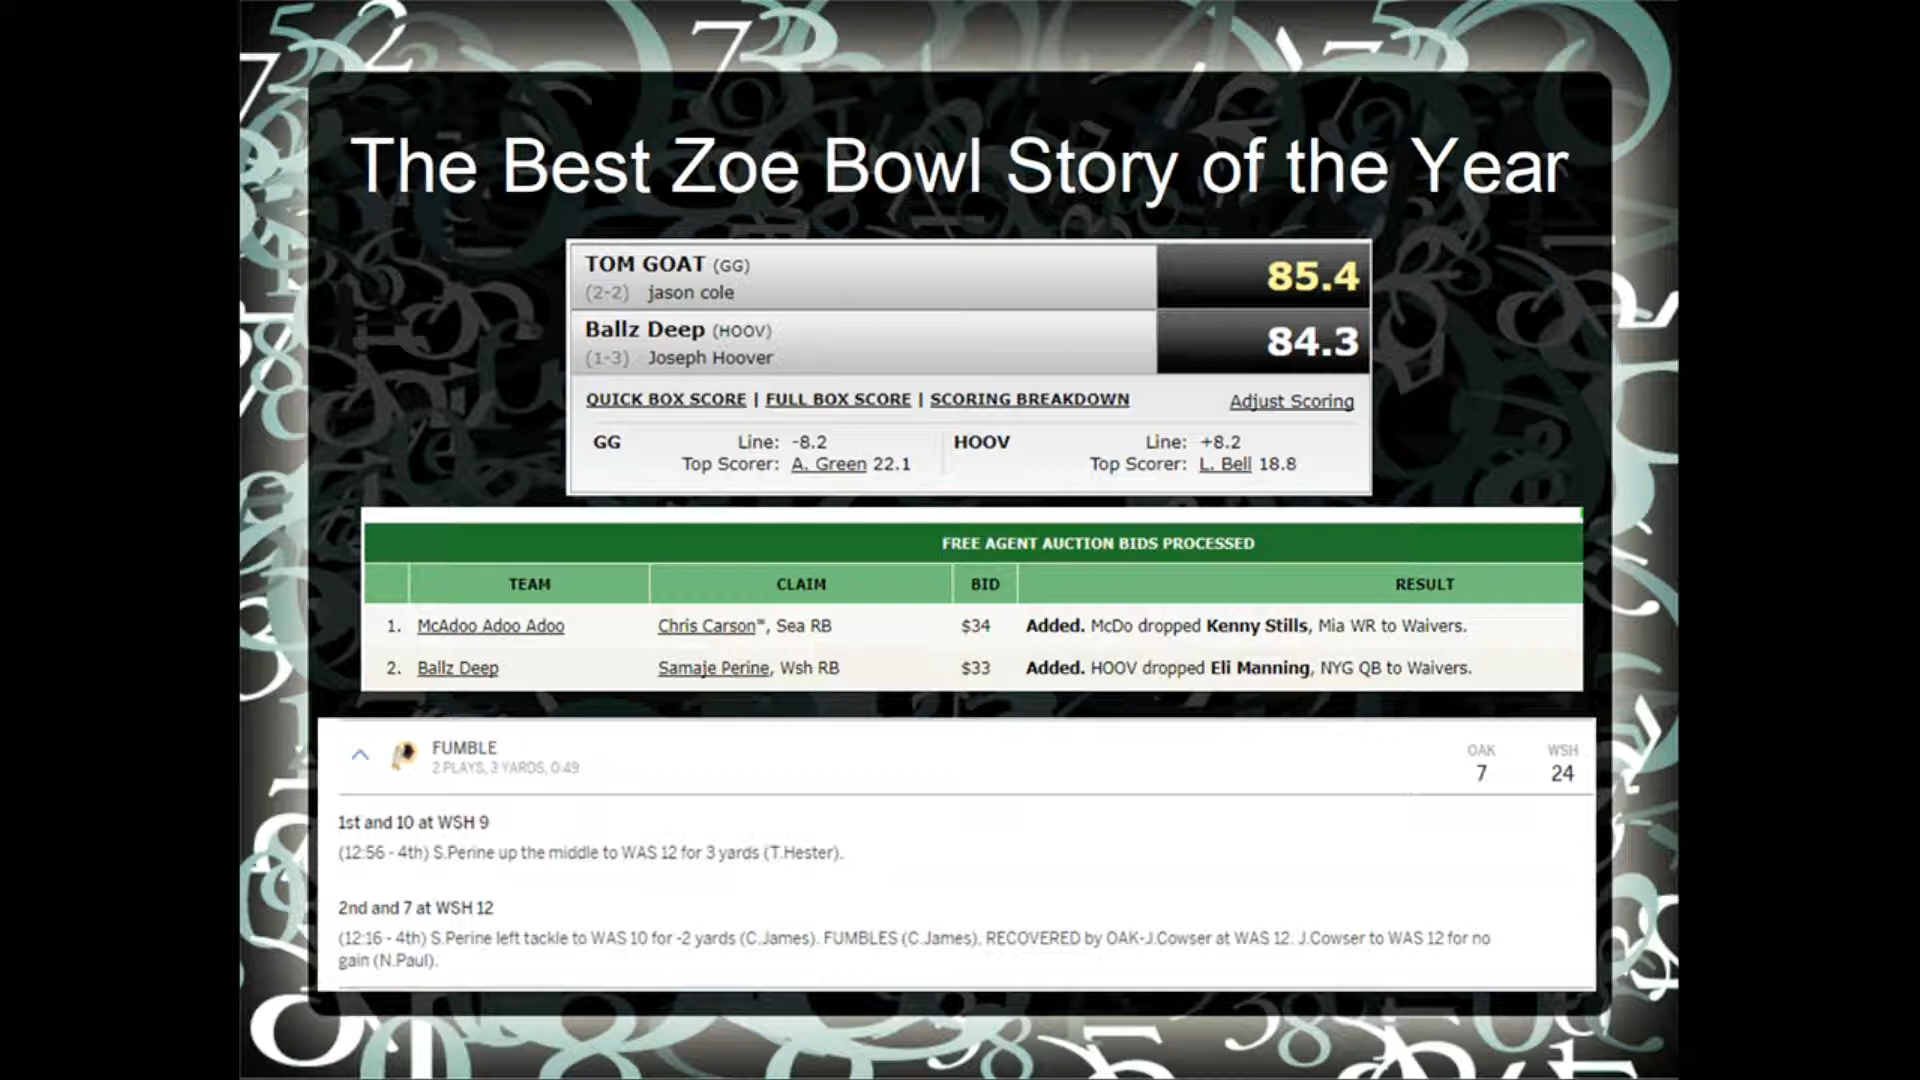 The Best Zoe Bowl Story of the Year
TOM GOAT (GG)
85.4
(2-2) jason cole
Ballz Deep (HOOV)
84.3
(1-3) Joseph Hoover
QUICK BOX SCORE | FULL BOX SCORE | SCORING BREAKDOWN Adjust Scoring
GG Line: -8.2 HOOV Line: +8.2
Top Scorer: A. Green 22.1 Top Scorer: L. Bell 18.8
FREE AGENT AUCTION BIDS PROCESSED
TEAM CLAIM BID RESULT
1. McAdoo Adoo Adoo Chris Carson*, Sea RB $34 Added. McDo dropped Kenny Stills, Mia WR to Waivers.
2. Ballz Deep Samaje Perine, Wsh RB $33 Added. HOOV dropped Eli Manning, NYG QB to Waivers.
FUMBLE OAK WSH
2 PLAYS, 3 YARDS, 0:49 7 24
1st and 10 at WSH 9
(12:56 - 4th) S.Perine up the middle to WAS 12 for 3 yards (T.Hester).
2nd and 7 at WSH 12
(12:16 - 4th) S.Perine left tackle to WAS 10 for -2 yards (C.James). FUMBLES (C.James), RECOVERED by OAK-J.Cowser at WAS 12. J.Cowser to WAS 12 for no
gain (N.Paul).